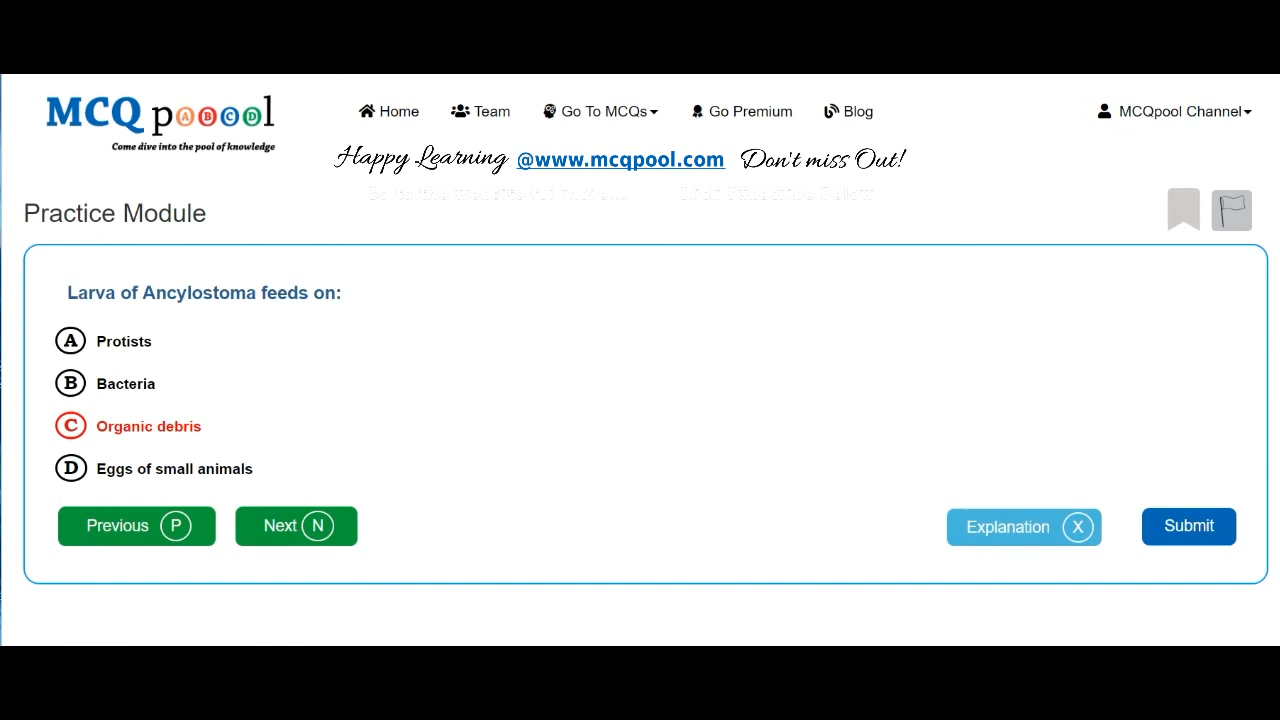 MCQ pABCDl
Come dive into the pool of knowledge
Home Team Go To MCQs Go Premium Blog MCQpool Channel
Happy Learning @www.mcqpool.com Don't miss Out!
Practice Module
Larva of Ancylostoma feeds on:
A Protists
B Bacteria
C Organic debris
D Eggs of small animals
Previous P Next N Explanation X Submit